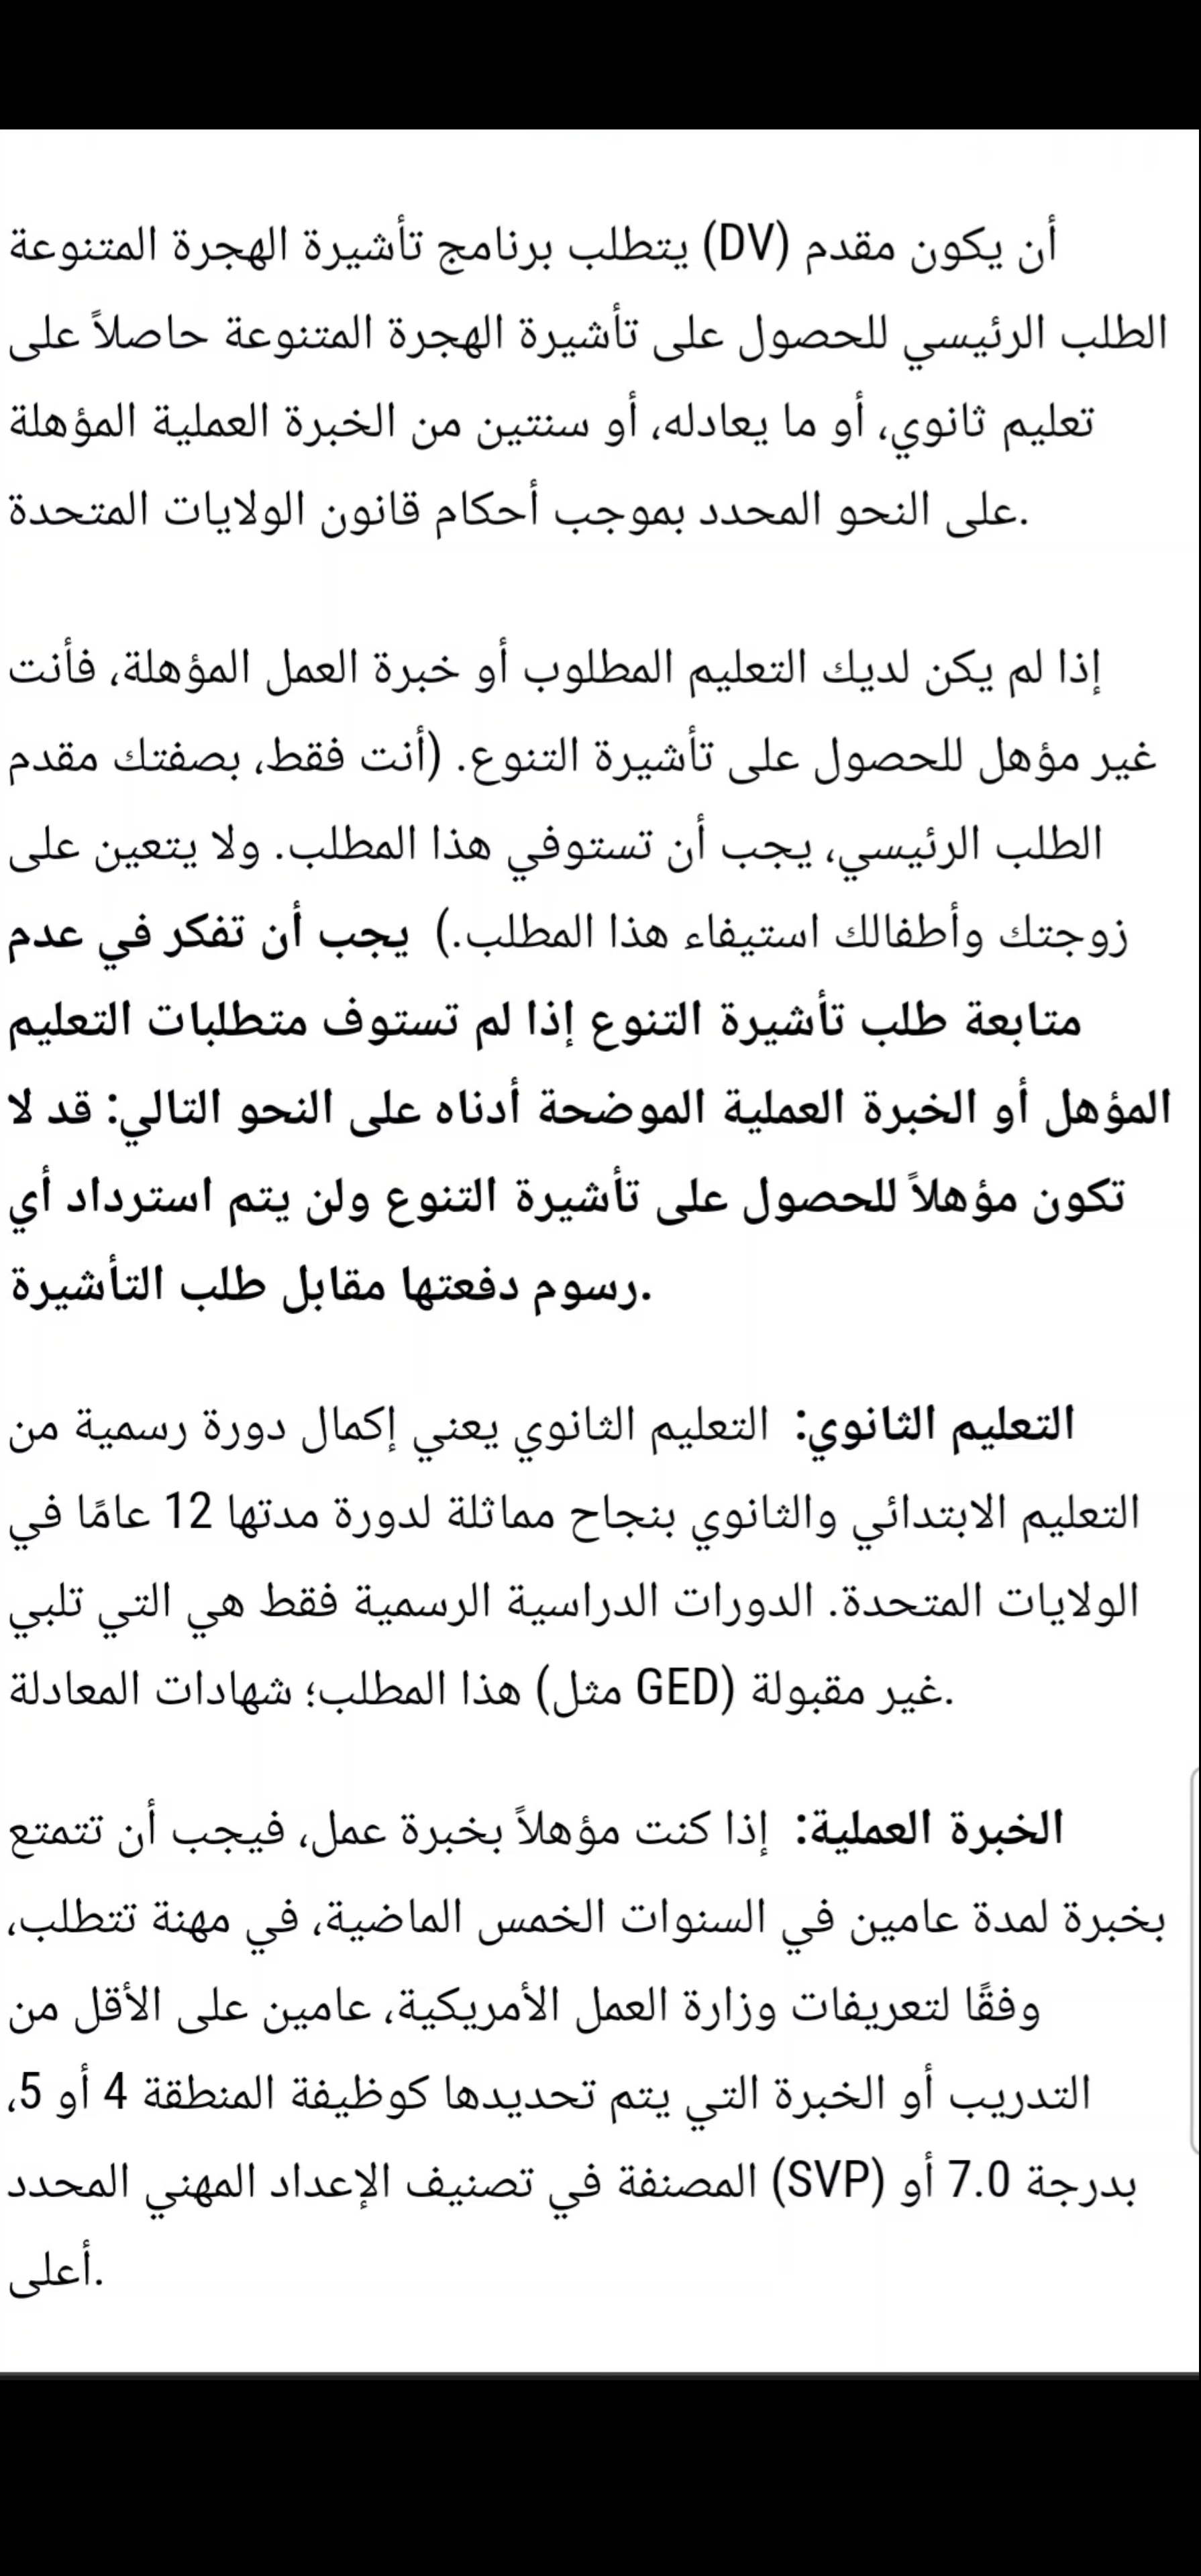 أن يكون مقدم (DV) يتطلب برنامج تأشيرة الهجرة المتنوعة
الطلب الرئيسي للحصول على تأشيرة الهجرة المتنوعة حاصلاً على
تعليم ثانوي، أو ما يعادله، أو سنتين من الخبرة العملية المؤهلة
على النحو المحدد بموجب أحكام قانون الولايات المتحدة.
إذا لم يكن لديك التعليم المطلوب أو خبرة العمل المؤهلة، فأنت
غير مؤهل للحصول على تأشيرة التنوع. (أنت فقط، بصفتك مقدم
الطلب الرئيسي، يجب أن تستوفي هذا المطلب. ولا يتعين على
زوجتك وأطفالك استيفاء هذا المطلب.) يجب أن تفكر في عدم
متابعة طلب تأشيرة التنوع إذا لم تستوف متطلبات التعليم
المؤهل أو الخبرة العملية الموضحة أدناه على النحو التالي: قد لا
تكون مؤهلاً للحصول على تأشيرة التنوع ولن يتم استرداد أي
رسوم دفعتها مقابل طلب التأشيرة.
التعليم الثانوي: التعليم الثانوي يعني إكمال دورة رسمية من
التعليم الابتدائي والثانوي بنجاح مماثلة لدورة مدتها 12 عامًا في
الولايات المتحدة. الدورات الدراسية الرسمية فقط هي التي تلبي
غير مقبولة (GED مثل) هذا المطلب؛ شهادات المعادلة.
الخبرة العملية: إذا كنت مؤهلاً بخبرة عمل، فيجب أن تتمتع
بخبرة لمدة عامين في السنوات الخمس الماضية، في مهنة تتطلب،
وفقًا لتعريفات وزارة العمل الأمريكية، عامين على الأقل من
التدريب أو الخبرة التي يتم تحديدها كوظيفة المنطقة 4 أو 5،
بدرجة 7.0 أو (SVP) المصنفة في تصنيف الإعداد المهني المحدد
أعلى.